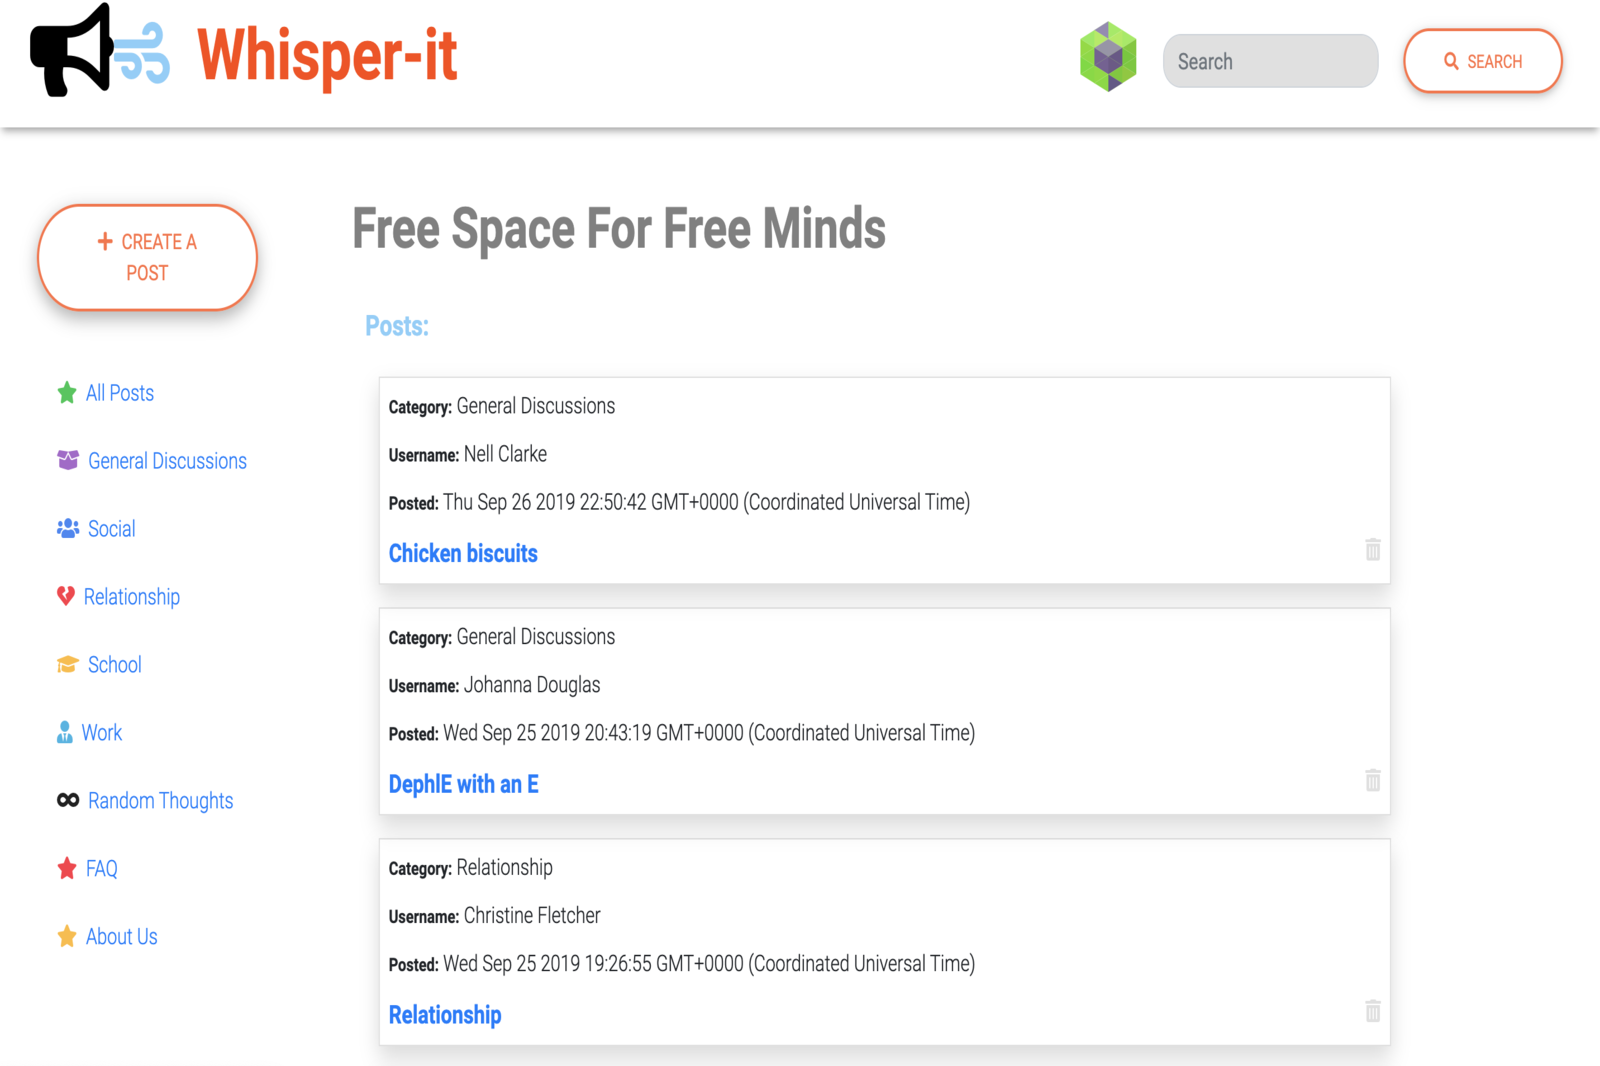 Whisper-it
Search
SEARCH
CREATE A
POST
All Posts
General Discussions
Social
Relationship
School
Work
Random Thoughts
FAQ
About Us
Free Space For Free Minds
Posts:
Category: General Discussions
Username: Nell Clarke
Posted: Thu Sep 26 2019 22:50:42 GMT+0000 (Coordinated Universal Time)
Chicken biscuits
Category: General Discussions
Username: Johanna Douglas
Posted: Wed Sep 25 2019 20:43:19 GMT+0000 (Coordinated Universal Time)
DephlE with an E
Category: Relationship
Username: Christine Fletcher
Posted: Wed Sep 25 2019 19:26:55 GMT+0000 (Coordinated Universal Time)
Relationship